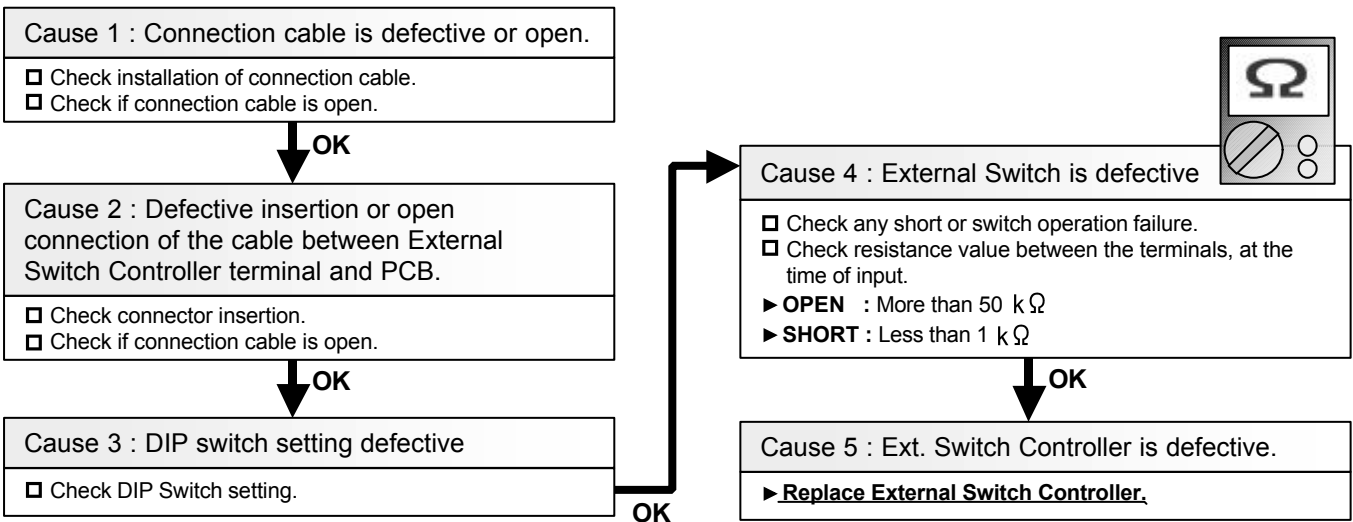 Cause 1 : Connection cable is defective or open.
☐ Check installation of connection cable.
☐ Check if connection cable is open.
OK
Cause 2 : Defective insertion or open
connection of the cable between External
Switch Controller terminal and PCB.
☐ Check connector insertion.
☐ Check if connection cable is open.
OK
Cause 3 : DIP switch setting defective
☐ Check DIP Switch setting.
OK
Ω
Cause 4 : External Switch is defective
☐ Check any short or switch operation failure.
☐ Check resistance value between the terminals, at the
time of input.
►OPEN : More than 50 kΩ
►SHORT : Less than 1 kΩ
OK
Cause 5 : Ext. Switch Controller is defective.
►Replace External Switch Controller.